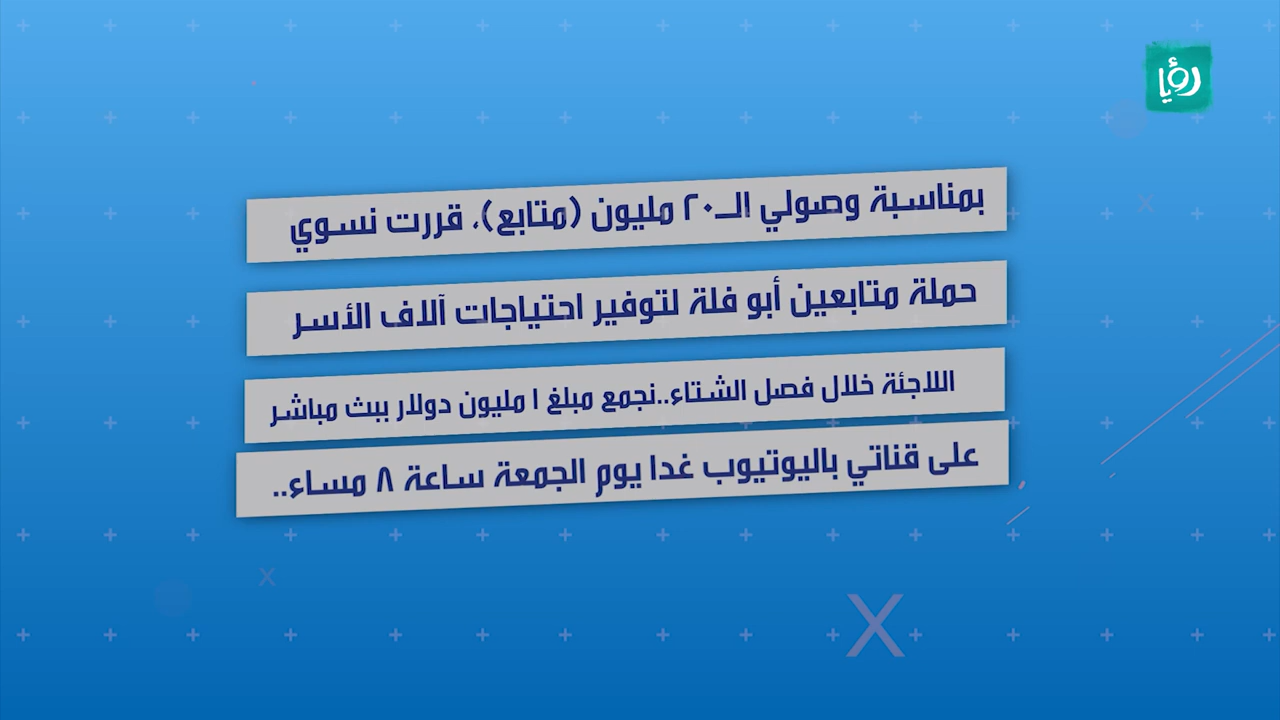 رؤيا
بمناسبة وصولي الـ٢٠ مليون (متابع)، قررت نسوي
حملة متابعين أبو فلة لتوفير احتياجات آلاف الأسر
اللاجئة خلال فصل الشتاء..نجمع مبلغ ١ مليون دولار ببث مباشر
على قناتي باليوتيوب غدا يوم الجمعة ساعة ٨ مساء..